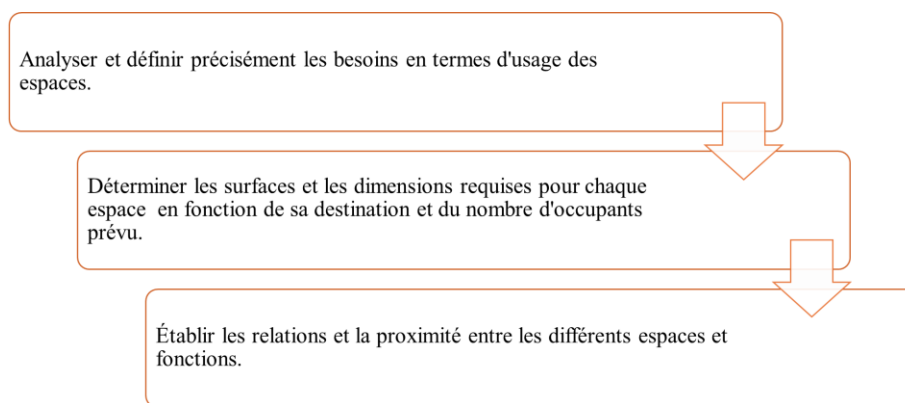 Analyser et définir précisément les besoins en termes d'usage des
espaces.
Déterminer les surfaces et les dimensions requises pour chaque
espace en fonction de sa destination et du nombre d'occupants
prévu.
Établir les relations et la proximité entre les différents espaces et
fonctions.